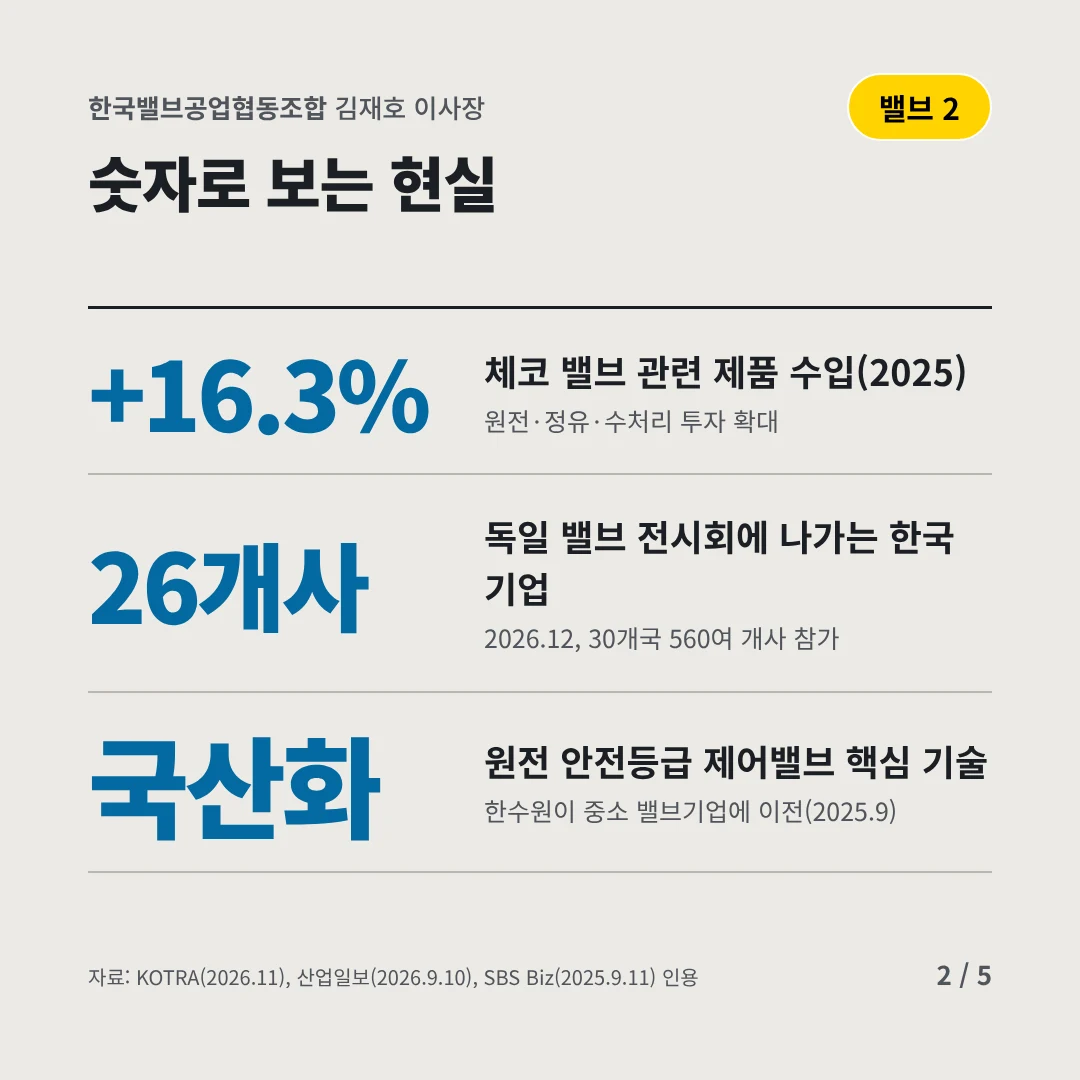 한국밸브공업협동조합 김재호 이사장
밸브 2
숫자로 보는 현실
+16.3%
체코 밸브 관련 제품 수입(2025)
원전·정유·수처리 투자 확대
26개사
독일 밸브 전시회에 나가는 한국
기업
2026.12, 30개국 560여 개사 참가
국산화
원전 안전등급 제어밸브 핵심 기술
한수원이 중소 밸브기업에 이전(2025.9)
자료: KOTRA(2026.11), 산업일보(2026.9.10), SBS Biz(2025.9.11) 인용
2 / 5